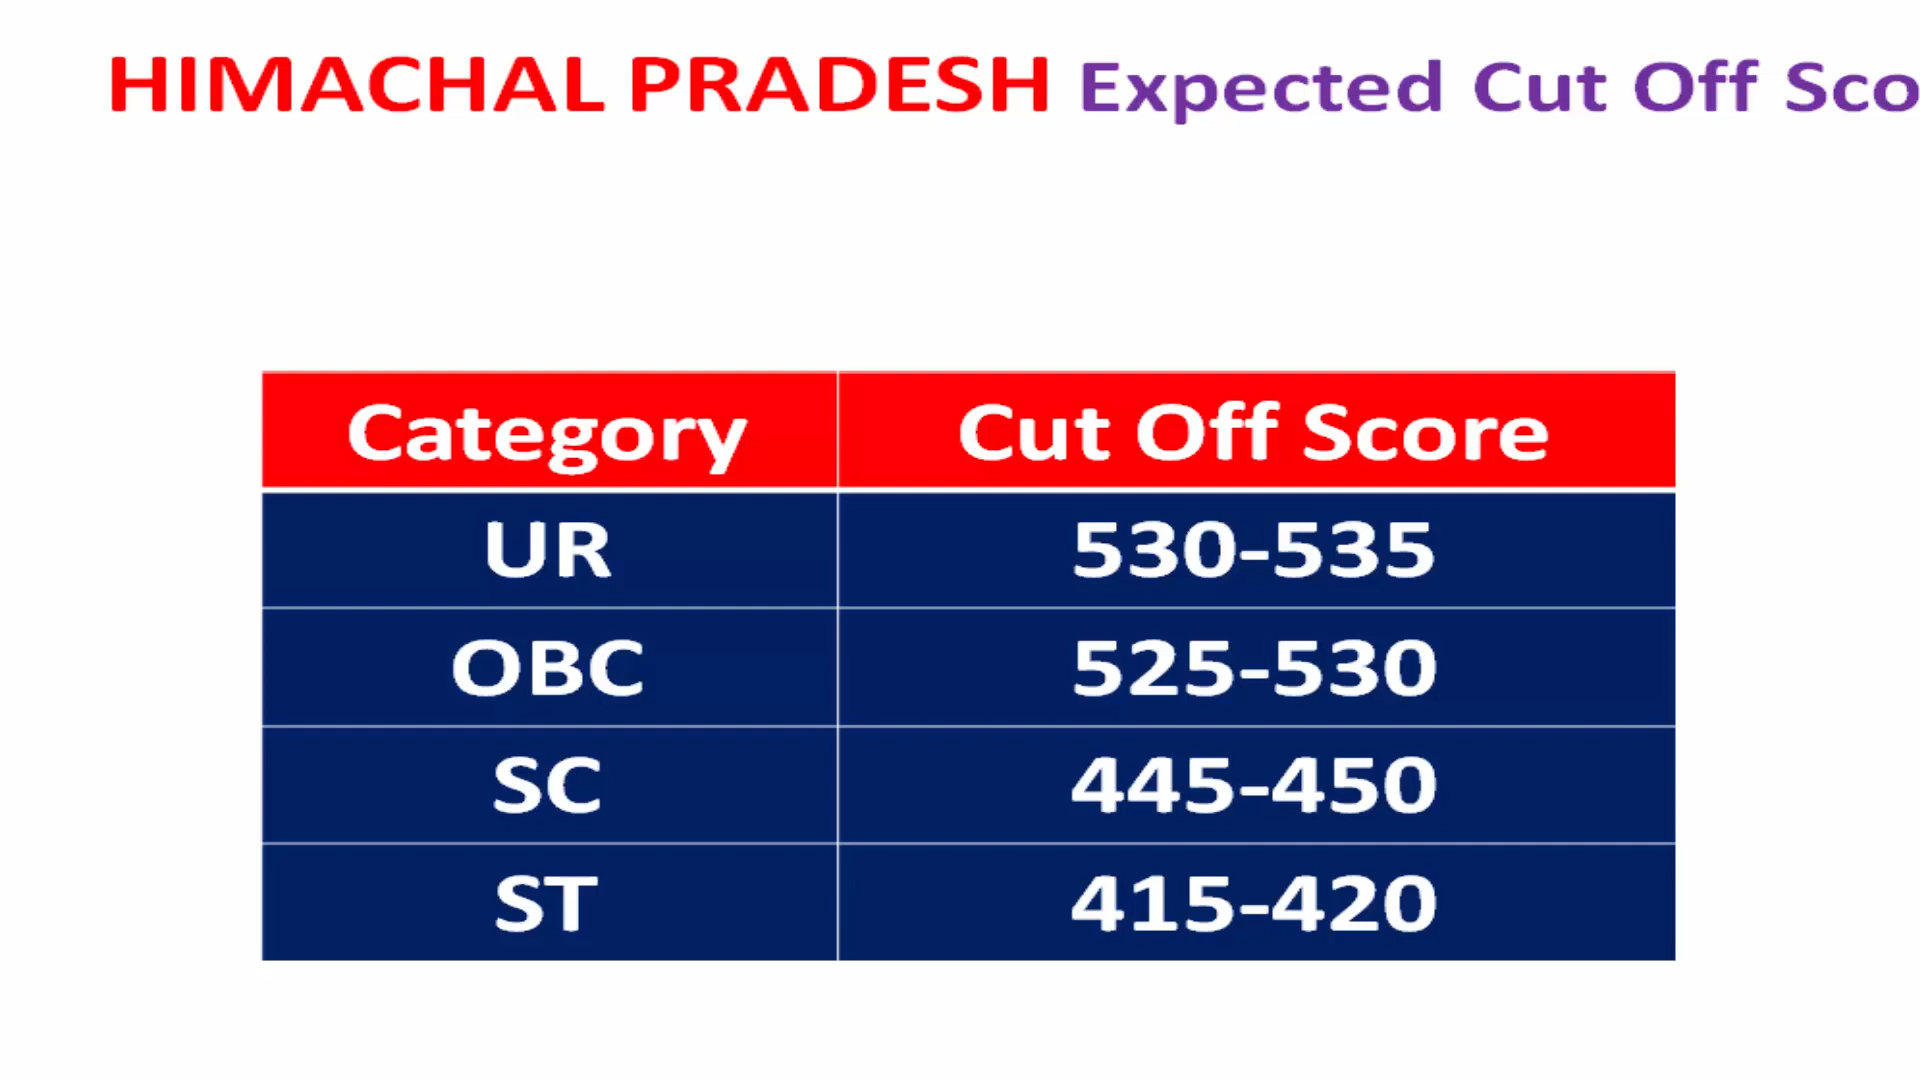 HIMACHAL PRADESH Expected Cut Off Sco
Category Cut Off Score
UR 530-535
OBC 525-530
SC 445-450
ST 415-420